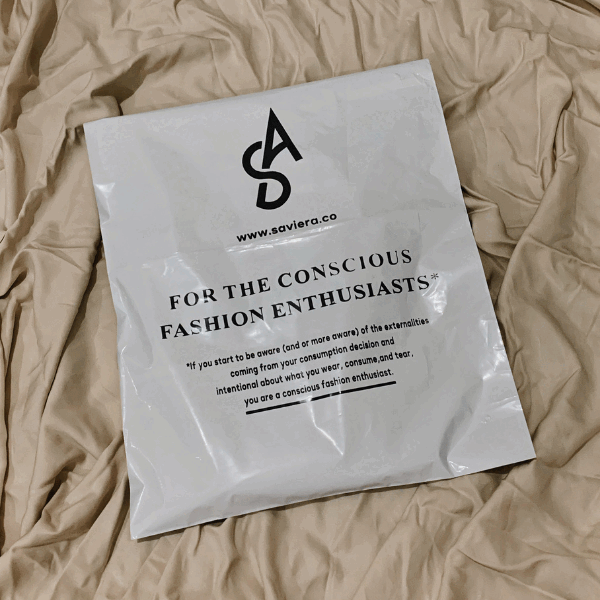 SA
www.saviera.co
FOR THE CONSCIOUS
FASHION ENTHUSIASTS*
*If you start to be aware (and or more aware) of the externalities
coming from your consumption decision and
intentional about what you wear, consume,and tear,
you are a conscious fashion enthusiast.